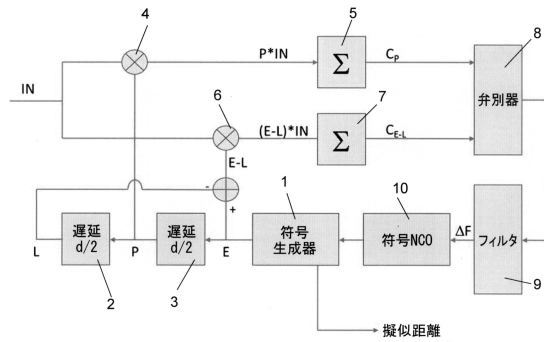 4
5
8
P*IN
Σ
C_P
IN
弁別器
6
7
(E-L)*IN
Σ
C_E-L
E-L
-
+
1
10
遅延
d/2
遅延
d/2
符号
生成器
符号NCO
ΔF
フィルタ
L
P
E
2
3
9
擬似距離